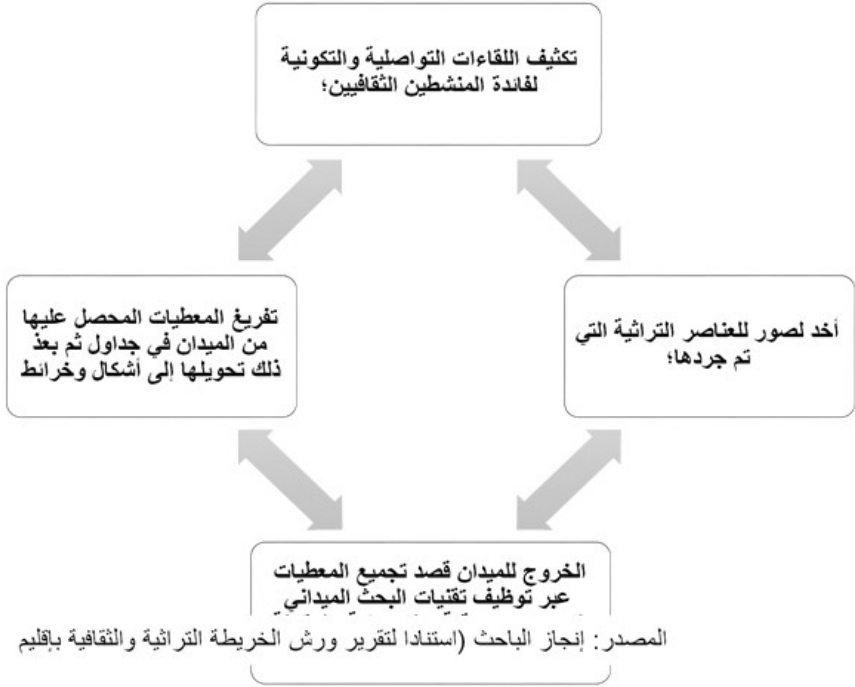 تكثيف اللقاءات التواصلية والتكونية
لفائدة المنشطين الثقافيين؛
أخد لصور للعناصر التراثية التي
تم جردها؛
تفريغ المعطيات المحصل عليها
من الميدان في جداول ثم بعذ
ذلك تحويلها إلى أشكال وخرائط
الخروج للميدان قصد تجميع المعطيات
عبر توظيف تقنيات البحث الميداني
المصدر: إنجاز الباحث (استنادا لتقرير ورش الخريطة التراثية والثقافية بإقليم